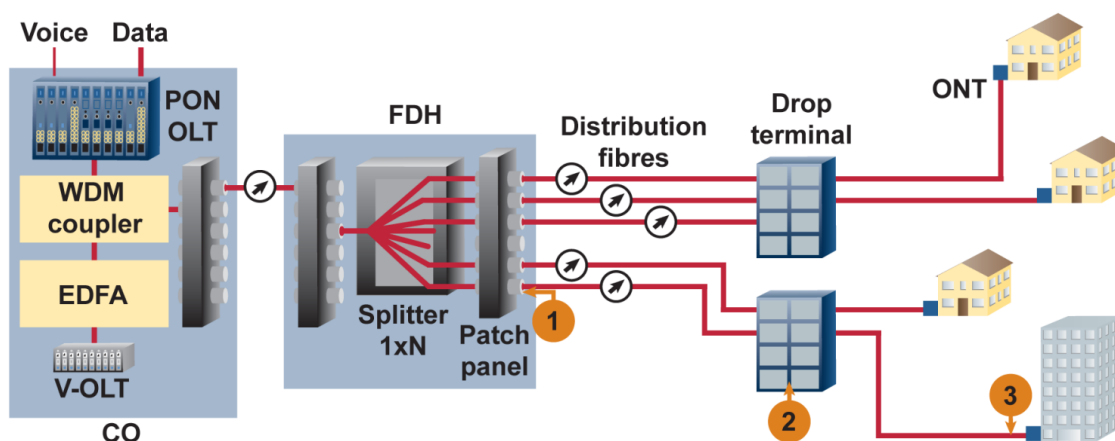 Voice
Data
PON
OLT
WDM
coupler
EDFA
V-OLT
CO
FDH
Splitter
1xN
Patch
panel
1
Distribution
fibres
Drop
terminal
2
ONT
3